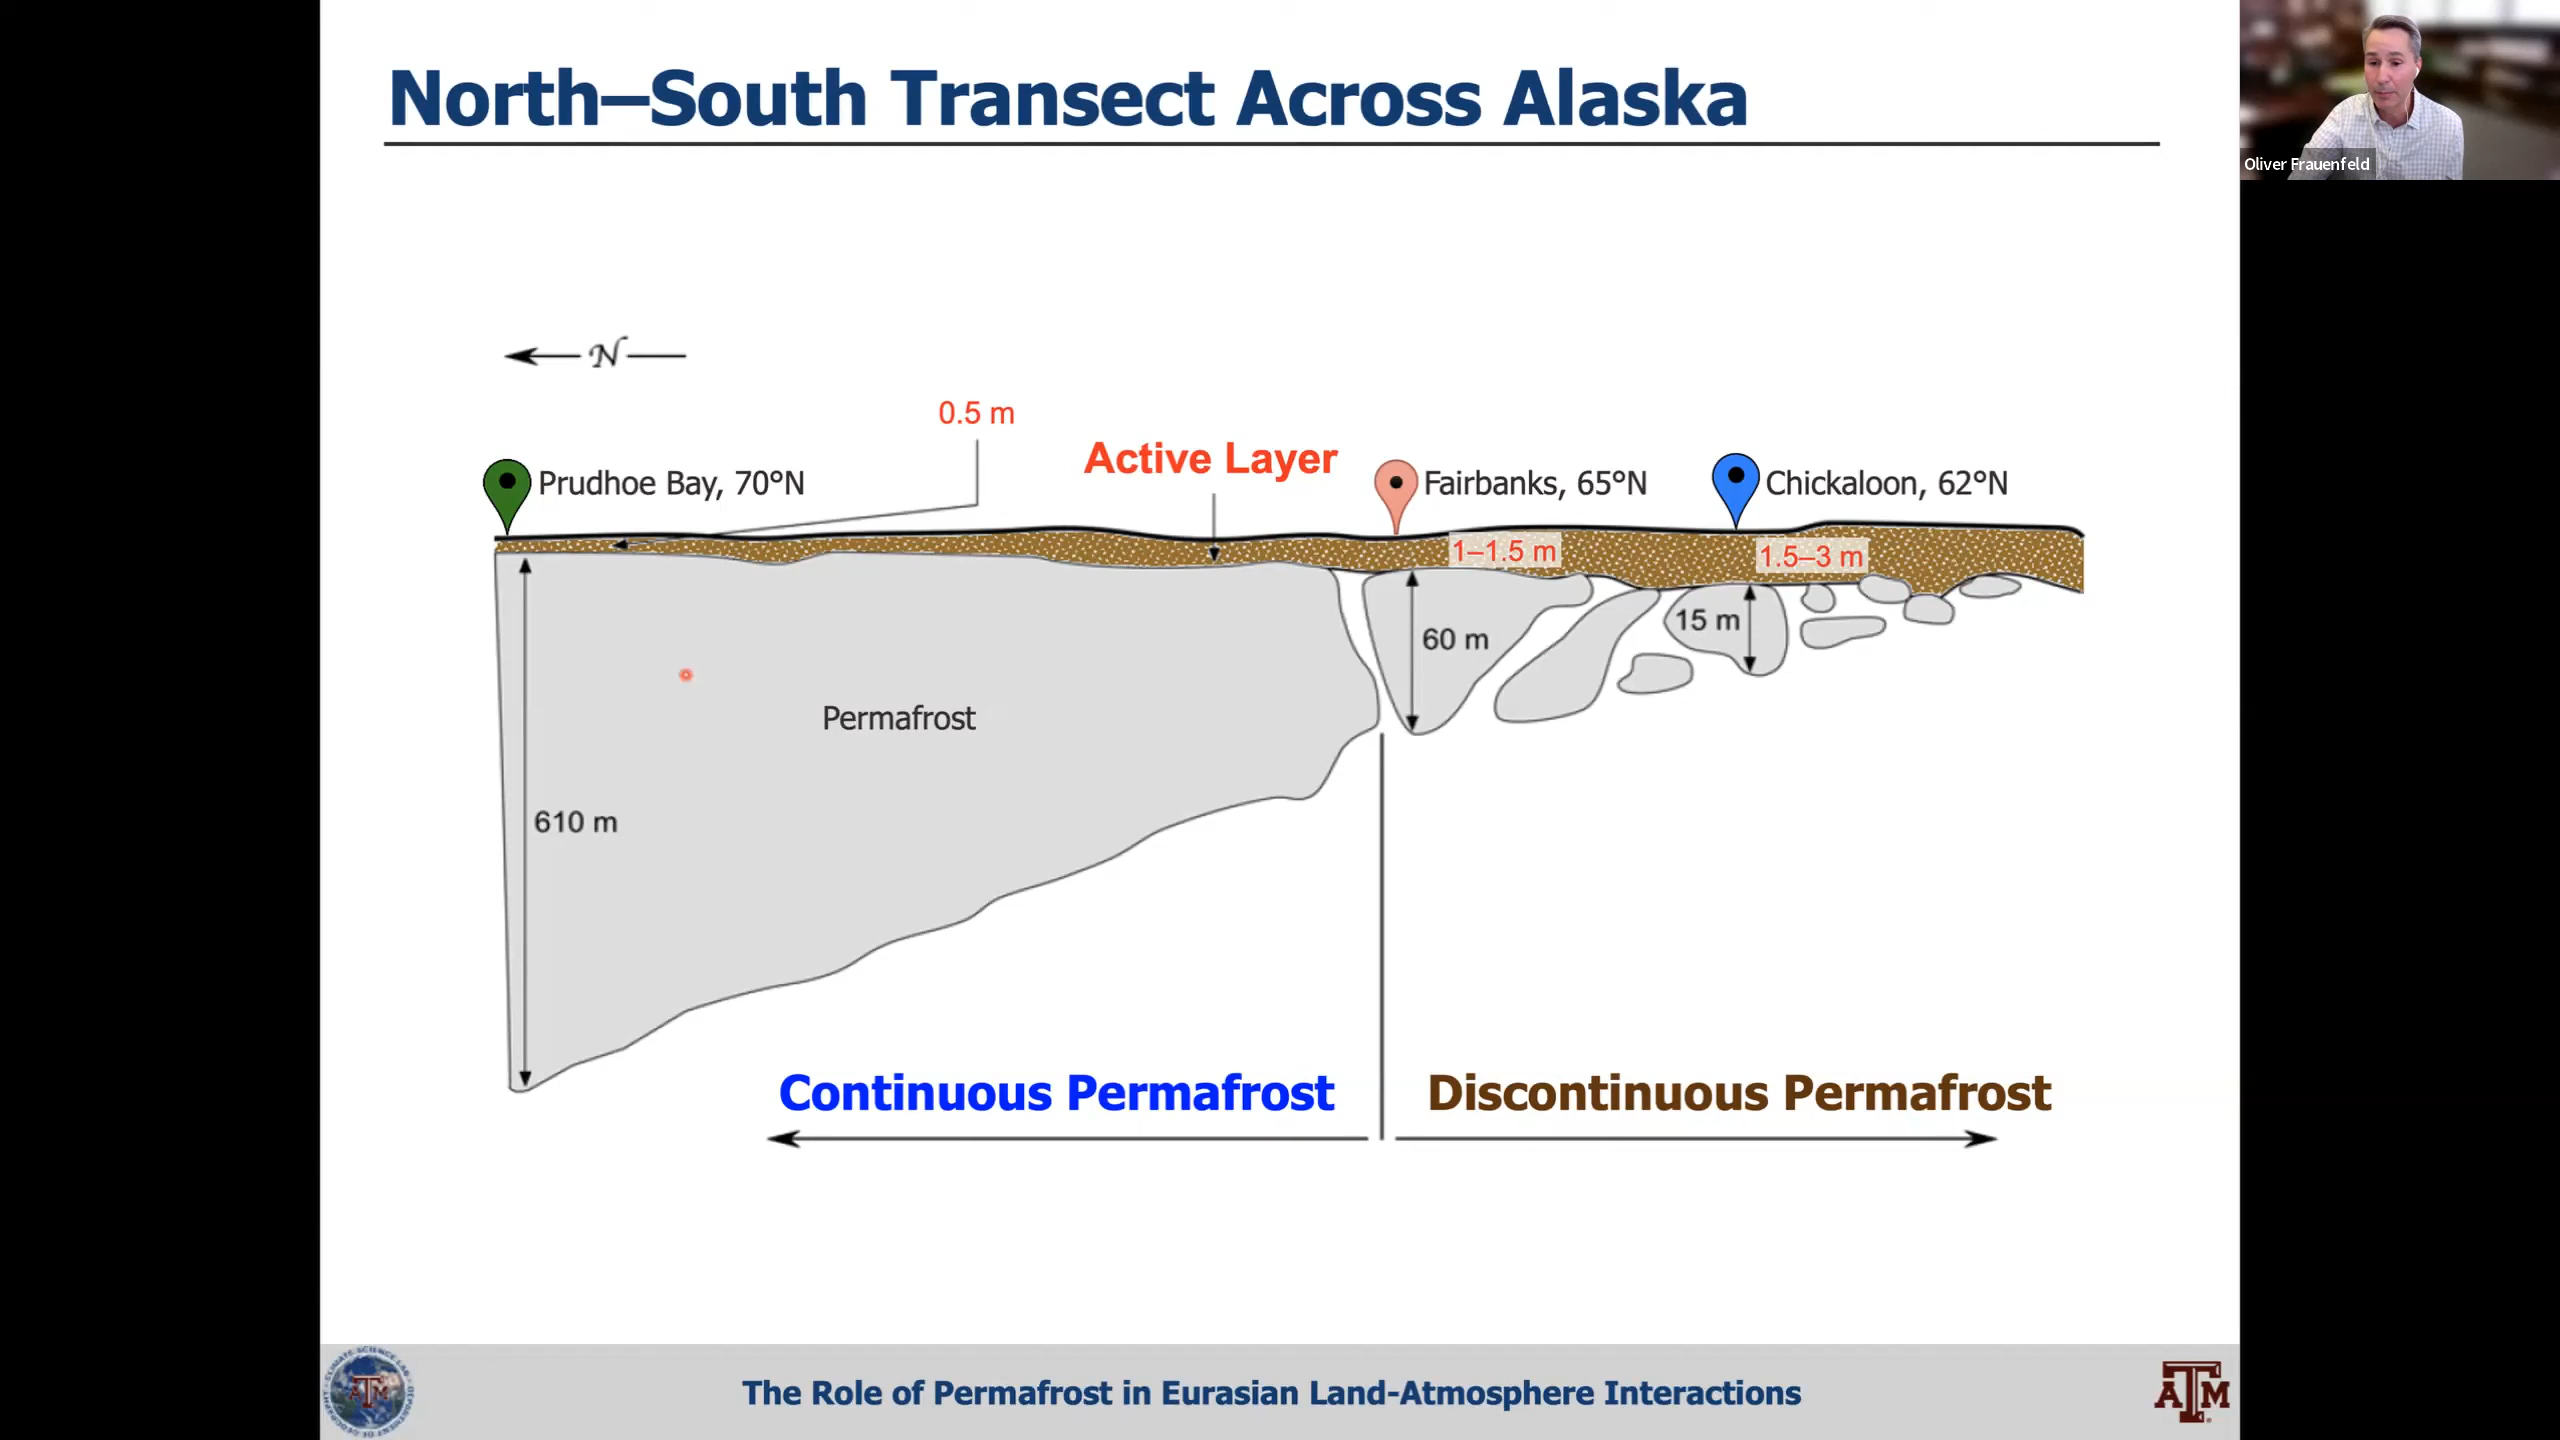 North–South Transect Across Alaska
Oliver Frauenfeld
N
0.5 m
Active Layer
Prudhoe Bay, 70°N
Fairbanks, 65°N
Chickaloon, 62°N
1–1.5 m
1.5–3 m
60 m
15 m
Permafrost
610 m
Continuous Permafrost
Discontinuous Permafrost
The Role of Permafrost in Eurasian Land-Atmosphere Interactions
ATM
ATM